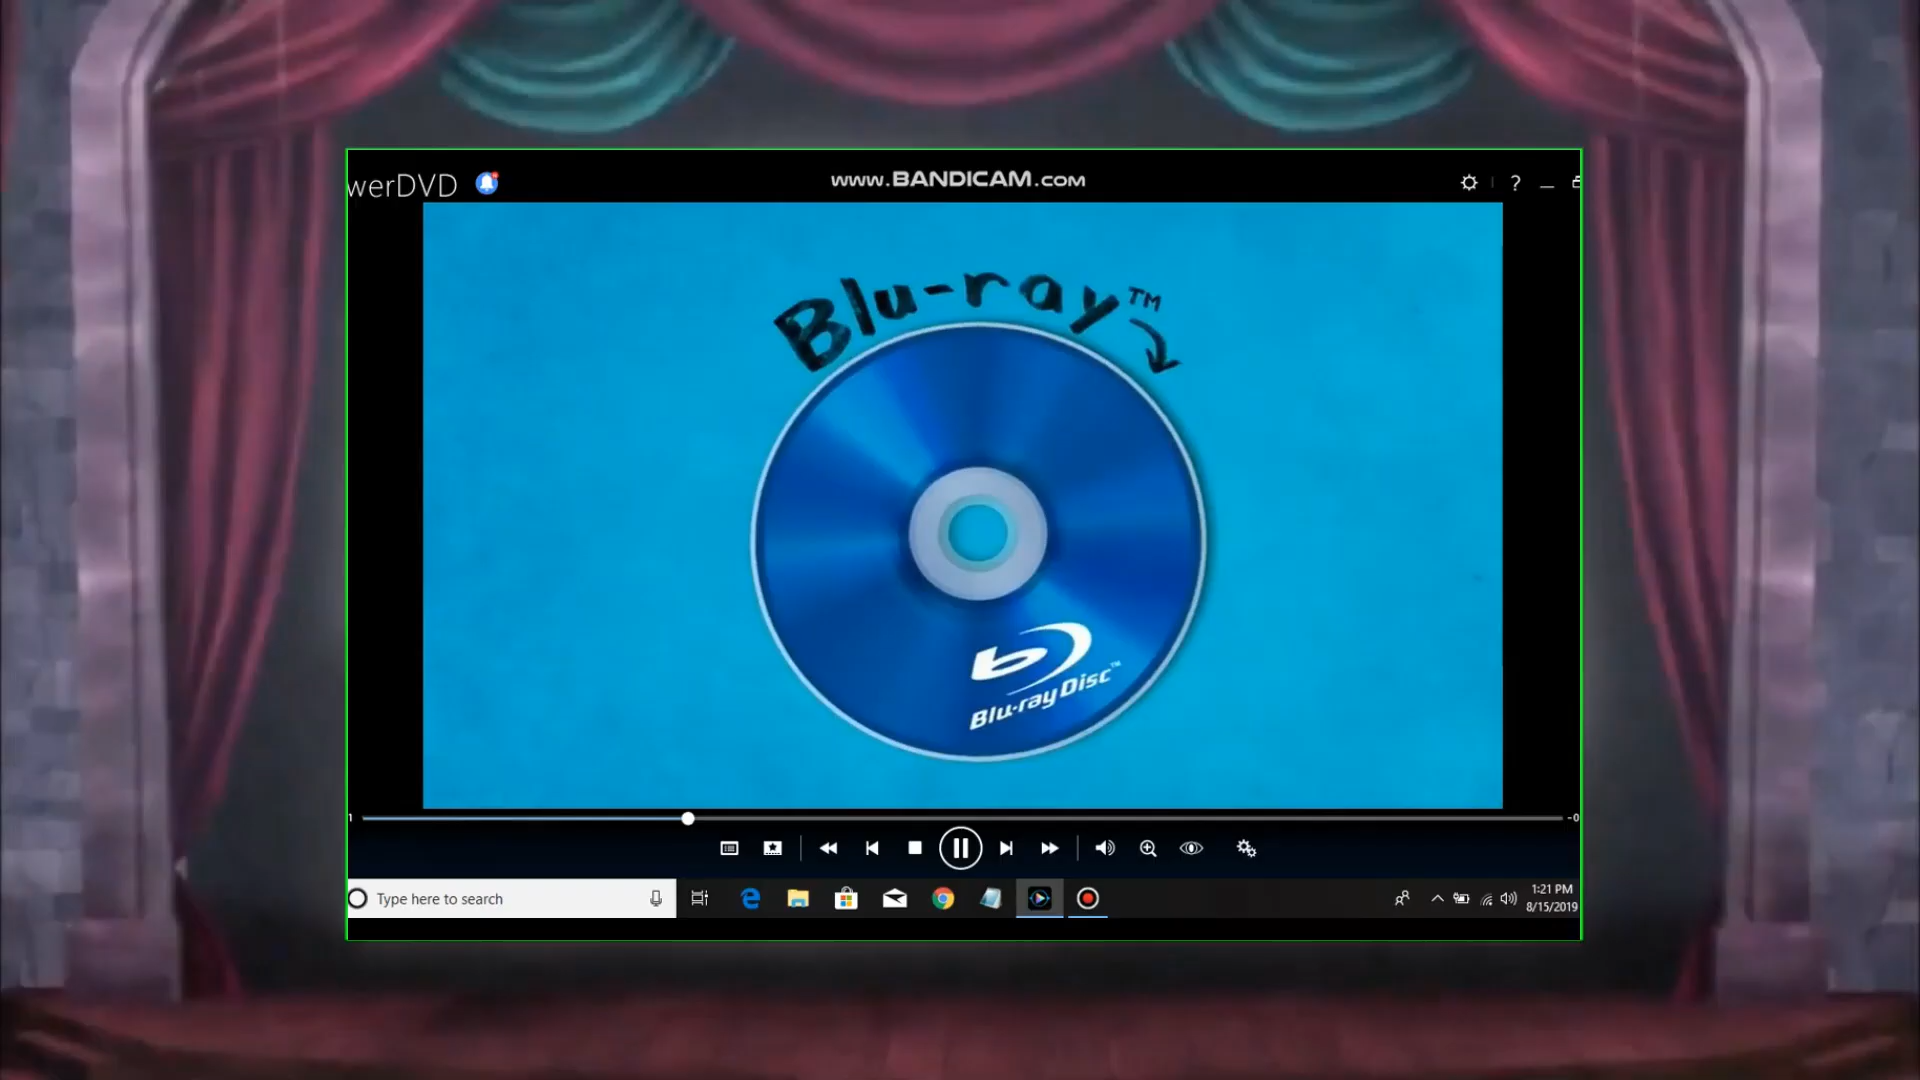 werDVD
www.BANDICAM.com
?
Blu-ray™
Blu-ray Disc™
Type here to search
1:21 PM
8/15/2019